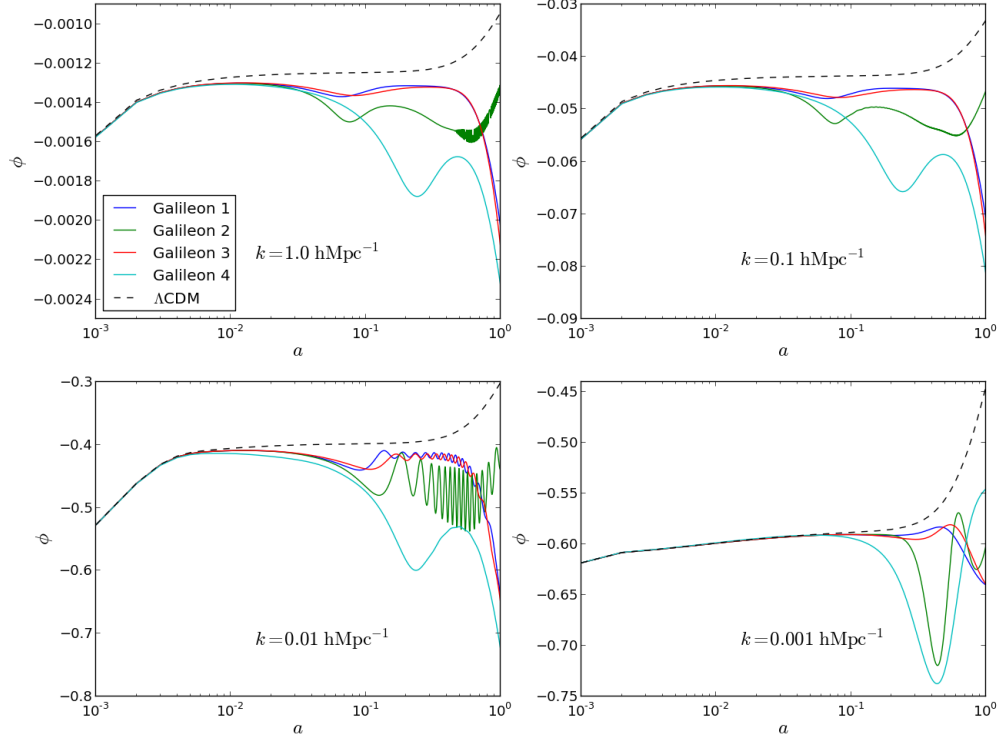 −0.0010
−0.0012
−0.0014
−0.0016
−0.0018
−0.0020
−0.0022
−0.0024
ϕ
Galileon 1
Galileon 2
Galileon 3
Galileon 4
ΛCDM
k = 1.0 hMpc⁻¹
10⁻³ 10⁻² 10⁻¹ 10⁰
a
−0.03
−0.04
−0.05
−0.06
−0.07
−0.08
−0.09
ϕ
k = 0.1 hMpc⁻¹
10⁻³ 10⁻² 10⁻¹ 10⁰
a
−0.3
−0.4
−0.5
−0.6
−0.7
−0.8
ϕ
k = 0.01 hMpc⁻¹
10⁻³ 10⁻² 10⁻¹ 10⁰
a
−0.45
−0.50
−0.55
−0.60
−0.65
−0.70
−0.75
ϕ
k = 0.001 hMpc⁻¹
10⁻³ 10⁻² 10⁻¹ 10⁰
a